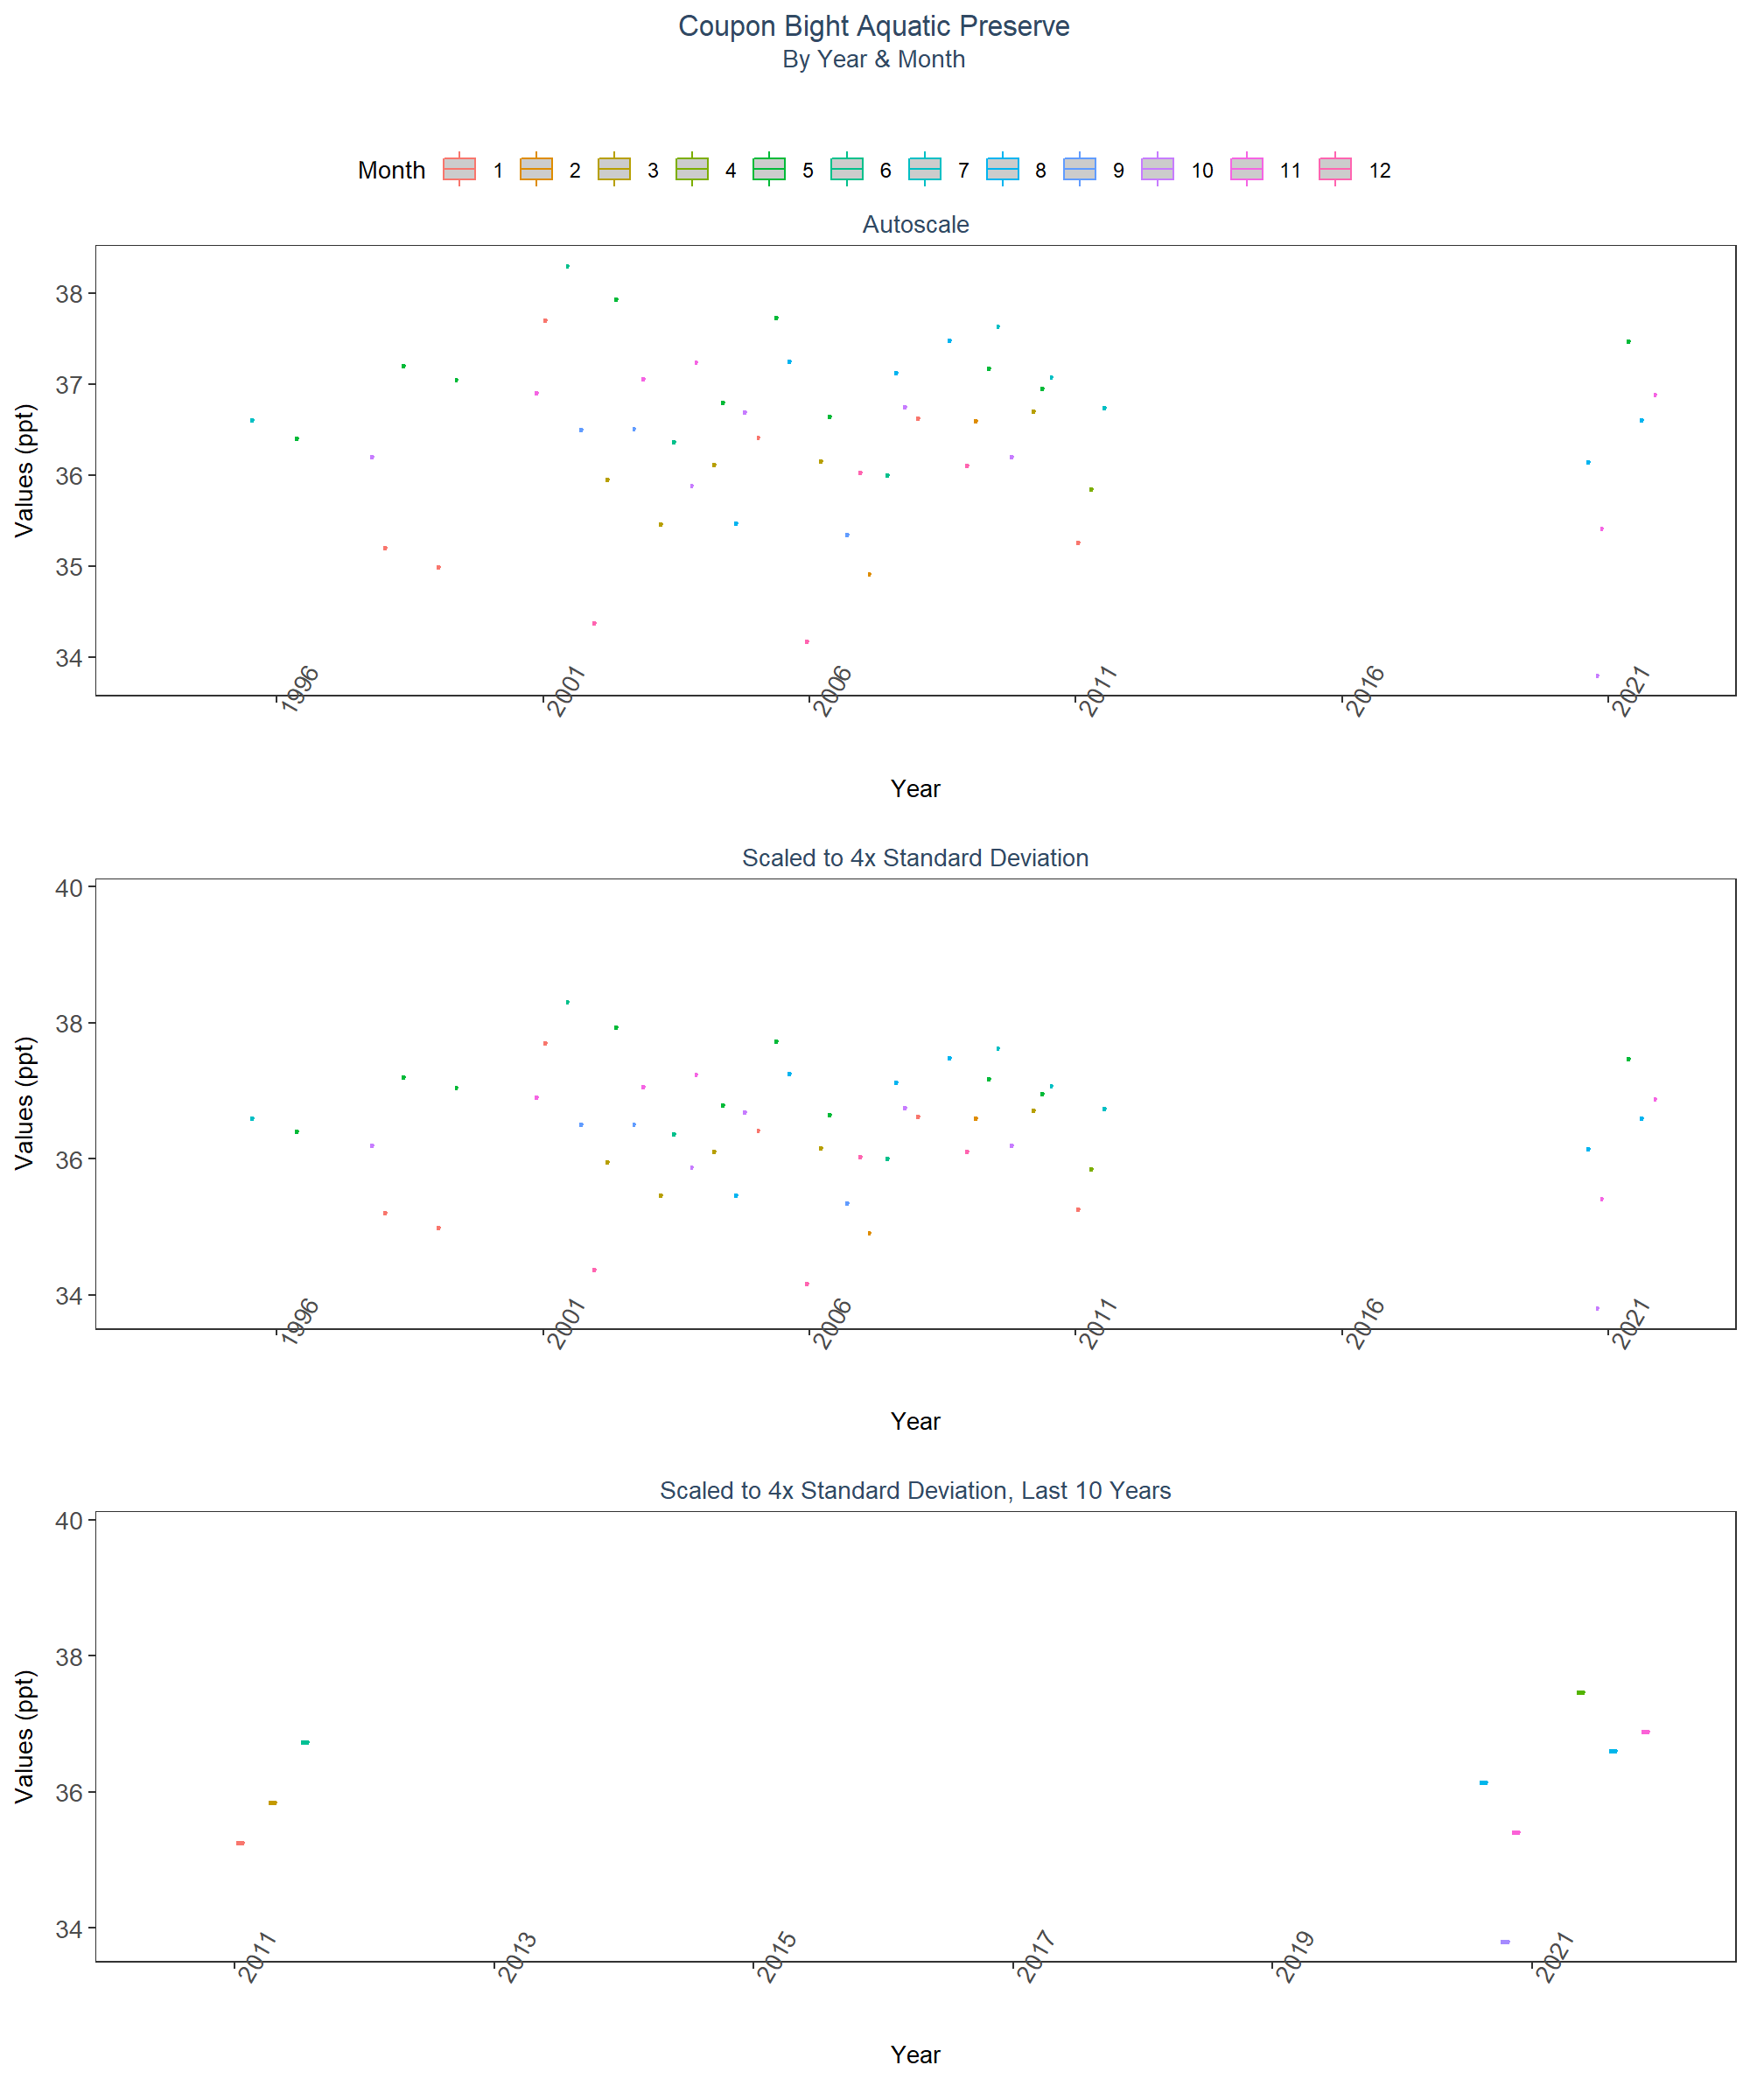 Coupon Bight Aquatic Preserve
By Year & Month
Month 1 2 3 4 5 6 7 8 9 10 11 12
Autoscale
Values (ppt)
38
37
36
35
34
1996 2001 2006 2011 2016 2021
Year
Scaled to 4x Standard Deviation
Values (ppt)
40
38
36
34
1996 2001 2006 2011 2016 2021
Year
Scaled to 4x Standard Deviation, Last 10 Years
Values (ppt)
40
38
36
34
2011 2013 2015 2017 2019 2021
Year